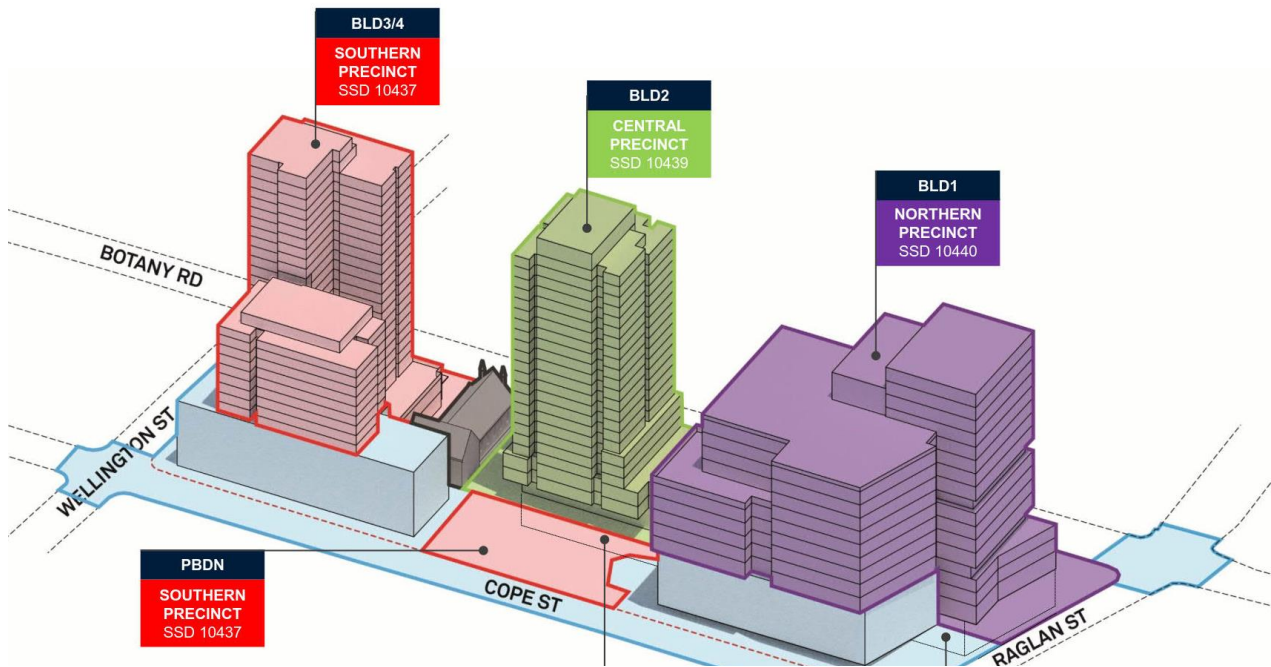 BLD3/4
SOUTHERN
PRECINCT
SSD 10437
BLD2
CENTRAL
PRECINCT
SSD 10439
BLD1
NORTHERN
PRECINCT
SSD 10440
BOTANY RD
WELLINGTON ST
PBDN
SOUTHERN
PRECINCT
SSD 10437
COPE ST
RAGLAN ST